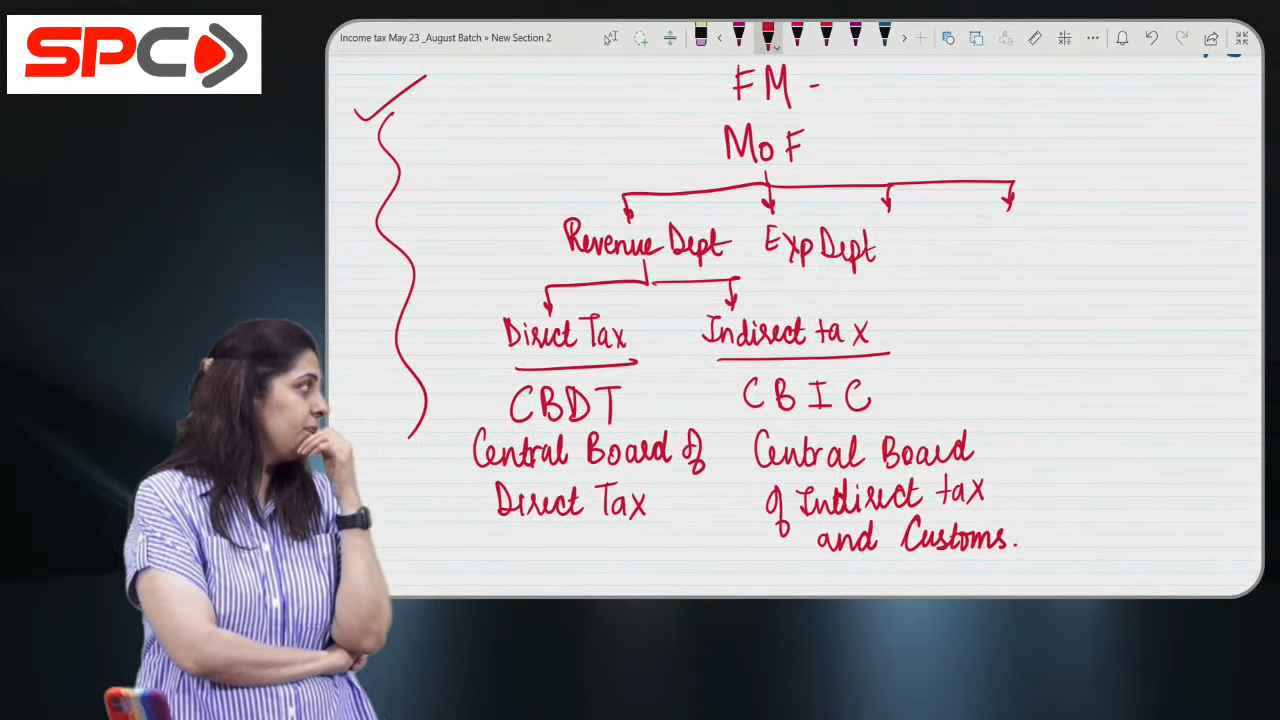 SPC
Income tax May 23 _August Batch » New Section 2
FM -
MoF
Revenue Dept Exp Dept
Direct Tax Indirect tax
CBDT CBIC
Central Board of Central Board
Direct Tax of Indirect tax
and Customs.